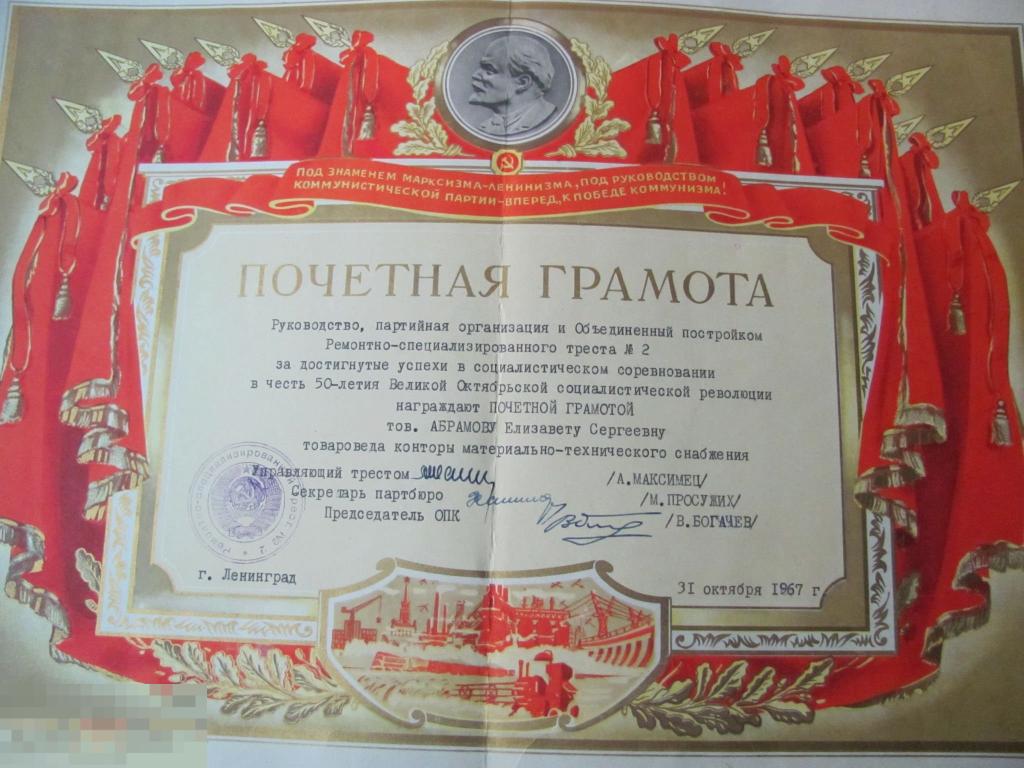 ПОД ЗНАМЕНЕМ МАРКСИЗМА-ЛЕНИНИЗМА, ПОД РУКОВОДСТВОМ
КОММУНИСТИЧЕСКОЙ ПАРТИИ-ВПЕРЕД, К ПОБЕДЕ КОММУНИЗМА!
ПОЧЕТНАЯ ГРАМОТА
Руководство, партийная организация и Объединенный постройком
Ремонтно-специализированного треста № 2
за достигнутые успехи в социалистическом соревновании
в честь 50-летия Великой Октябрьской социалистической революции
награждают ПОЧЕТНОЙ ГРАМОТОЙ
тов. АБРАМОВУ Елизавету Сергеевну
товароведа конторы материально-технического снабжения
Управляющий трестом /А.МАКСИМЕЦ/
Секретарь партбюро /М.ПРОСУЖИХ/
Председатель ОПК /В.БОГАЧЕВ/
г. Ленинград
31 октября 1967 г